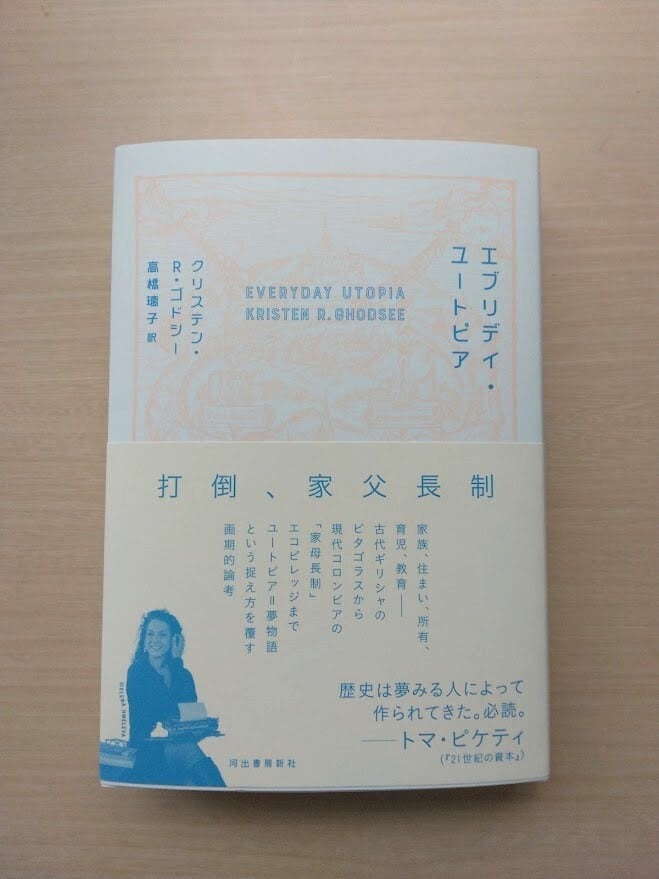 エブリデイ・
ユートピア
EVERYDAY UTOPIA
KRISTEN R. GHODSEE
クリステン・
R・ゴドシー
高橋璃子 訳
打倒、家父長制
家族、住まい、所有、
育児、教育——
古代ギリシャの
ピタゴラスから
現代コロンビアの
「家母長制」
エコビレッジまで
ユートピア＝夢物語
という捉え方を覆す
画期的論考
歴史は夢みる人によって
作られてきた。必読。
——トマ・ピケティ
（『21世紀の資本』）
河出書房新社